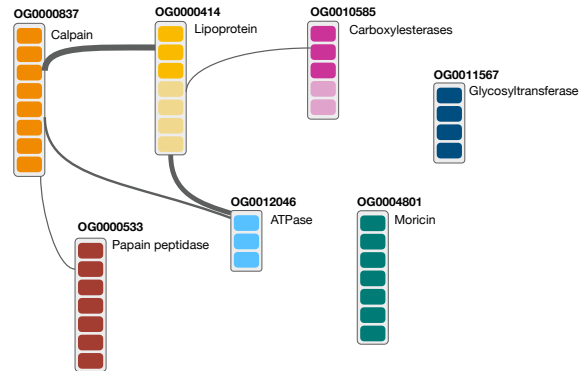 OG0000837
Calpain
OG0000414
Lipoprotein
OG0010585
Carboxylesterases
OG0011567
Glycosyltransferase
OG0012046
ATPase
OG0004801
Moricin
OG0000533
Papain peptidase